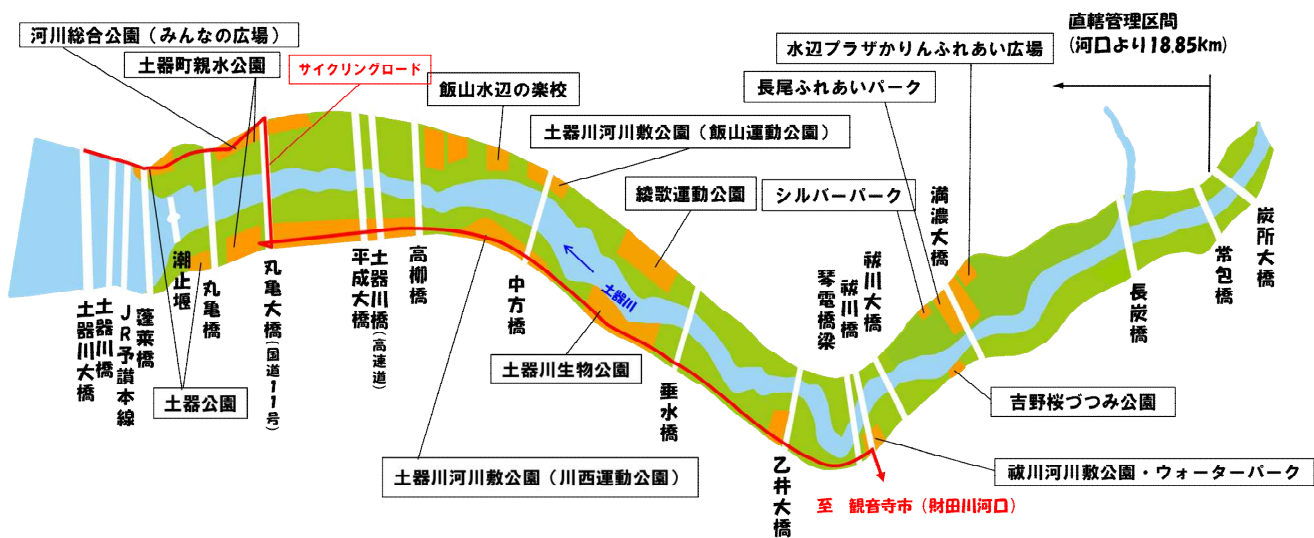 直轄管理区間
(河口より18.85km)
河川総合公園（みんなの広場）
土器町親水公園
サイクリングロード
飯山水辺の楽校
土器川河川敷公園（飯山運動公園）
綾歌運動公園
水辺プラザかりんふれあい広場
長尾ふれあいパーク
シルバーパーク
満濃大橋
祓川大橋
祓川橋
琴電橋梁
土器川
炭所大橋
常包橋
長炭橋
土器川大橋
土器川橋
JR予讃本線
蓬莱橋
潮止堰
丸亀橋
丸亀大橋(国道11号)
平成大橋
土器川橋(高速道)
高柳橋
中方橋
垂水橋
乙井大橋
土器公園
土器川生物公園
土器川河川敷公園（川西運動公園）
吉野桜づつみ公園
祓川河川敷公園・ウォーターパーク
至 観音寺市（財田川河口）